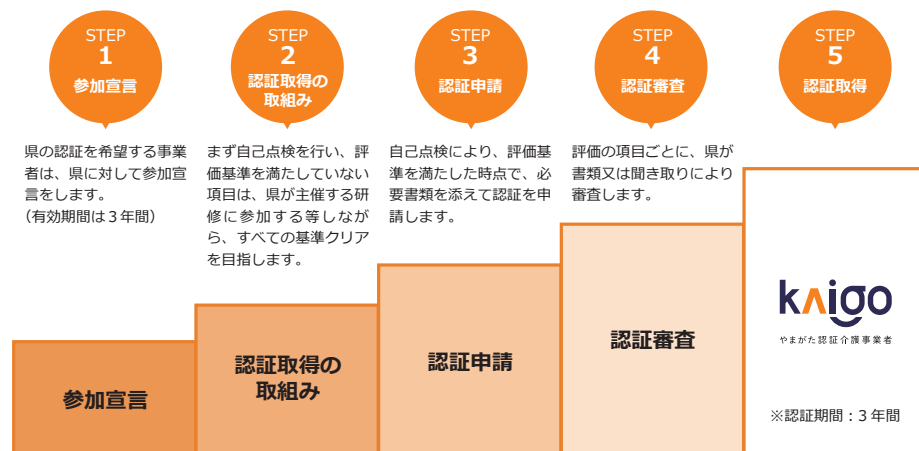 STEP
1
参加宣言
県の認証を希望する事業
者は、県に対して参加宣
言をします。
(有効期間は3年間)
STEP
2
認証取得の
取組み
まず自己点検を行い、評
価基準を満たしていない
項目は、県が主催する研
修に参加する等しなが
ら、すべての基準クリア
を目指します。
STEP
3
認証申請
自己点検により、評価基
準を満たした時点で、必
要書類を添えて認証を申
請します。
STEP
4
認証審査
評価の項目ごとに、県が
書類又は聞き取りにより
審査します。
STEP
5
認証取得
参加宣言
認証取得の
取組み
認証申請
認証審査
kaigo
やまがた認証介護事業者
※認証期間:3年間